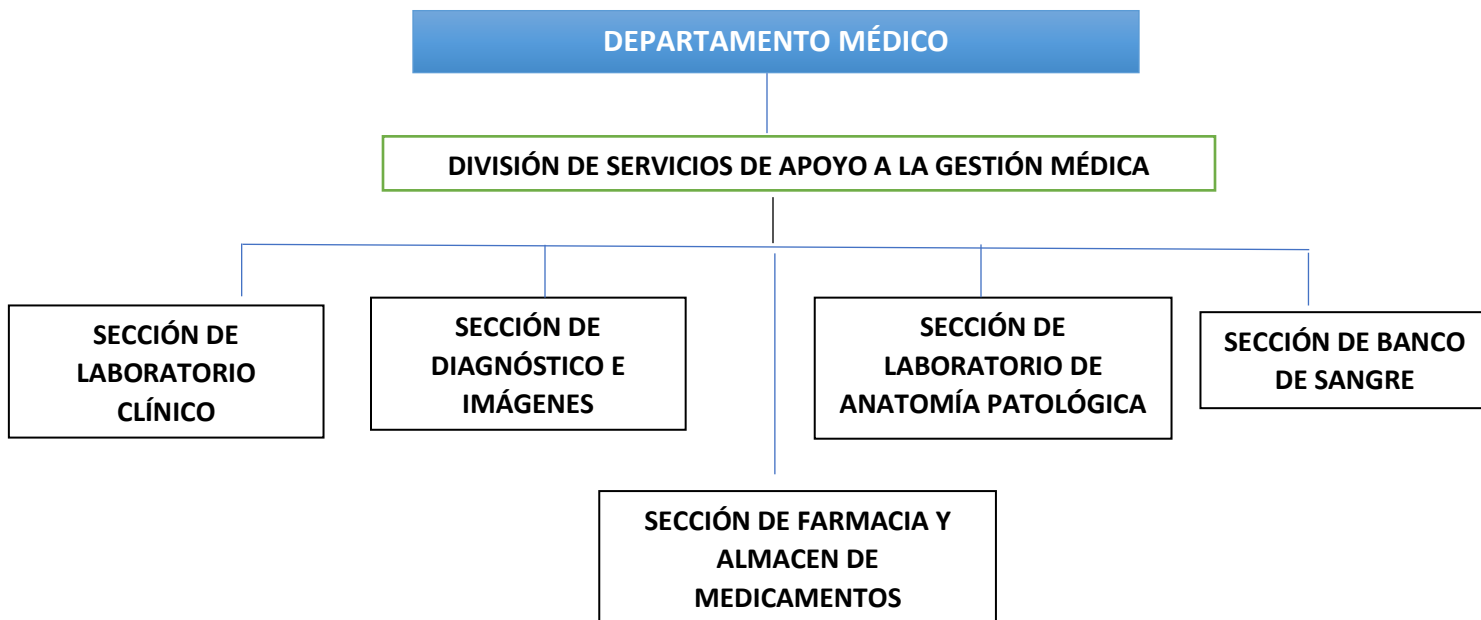 DEPARTAMENTO MÉDICO
DIVISIÓN DE SERVICIOS DE APOYO A LA GESTIÓN MÉDICA
SECCIÓN DE
LABORATORIO
CLÍNICO
SECCIÓN DE
DIAGNÓSTICO E
IMÁGENES
SECCIÓN DE
LABORATORIO DE
ANATOMÍA PATOLÓGICA
SECCIÓN DE BANCO
DE SANGRE
SECCIÓN DE FARMACIA Y
ALMACEN DE
MEDICAMENTOS